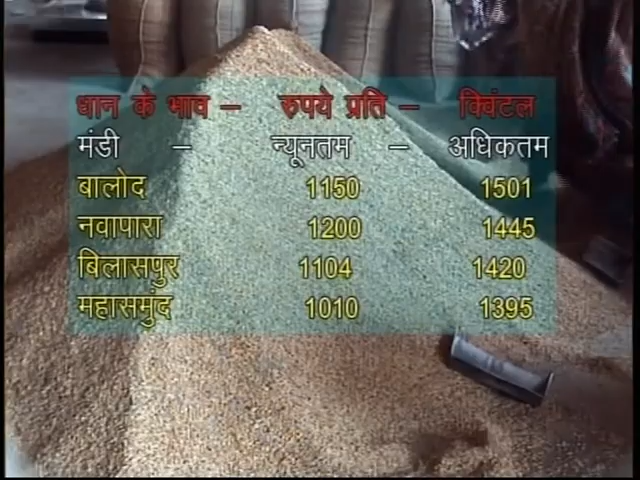 धान के भाव – रुपये प्रति – क्विंटल
मंडी – न्यूनतम – अधिकतम
बालोद 1150 1501
नवापारा 1200 1445
बिलासपुर 1104 1420
महासमुंद 1010 1395